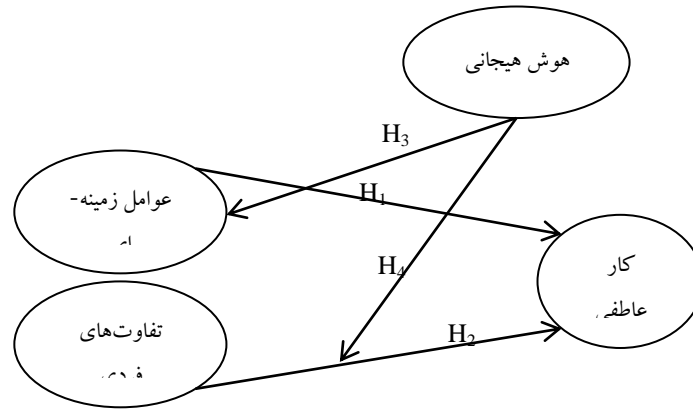 هوش هیجانی
H3
عوامل زمینه-
H1
کار
عاطفی
H4
تفاوت‌های
H2